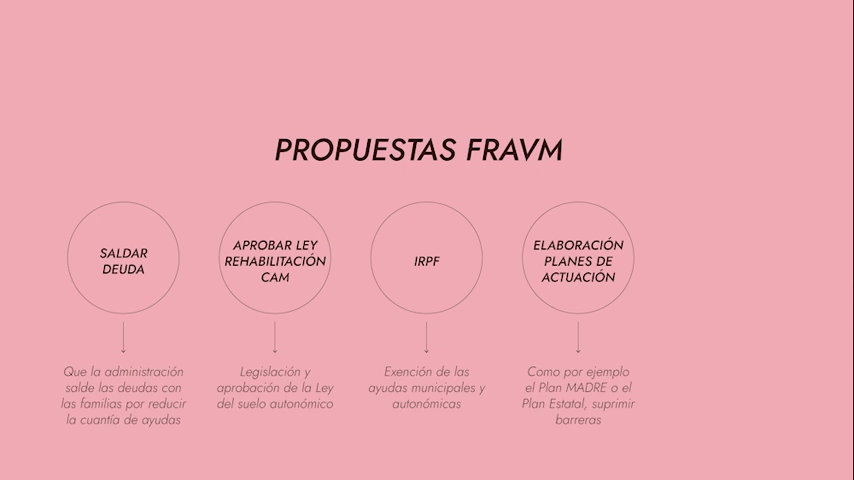 PROPUESTAS FRAVM
SALDAR
DEUDA
Que la administración
salde las deudas con
las familias por reducir
la cuantía de ayudas
APROBAR LEY
REHABILITACIÓN
CAM
Legislación y
aprobación de la Ley
del suelo autonómico
IRPF
Exención de las
ayudas municipales y
autonómicas
ELABORACIÓN
PLANES DE
ACTUACIÓN
Como por ejemplo
el Plan MADRE o el
Plan Estatal, suprimir
barreras